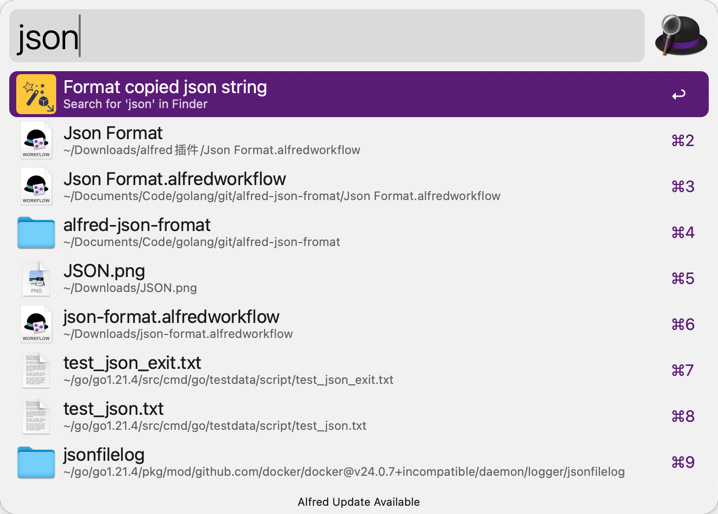 json
Format copied json string
Search for 'json' in Finder
Json Format
~/Downloads/alfred插件/Json Format.alfredworkflow
⌘2
WORKFLOW
Json Format.alfredworkflow
~/Documents/Code/golang/git/alfred-json-fromat/Json Format.alfredworkflow
⌘3
WORKFLOW
alfred-json-fromat
~/Documents/Code/golang/git/alfred-json-fromat
⌘4
JSON.png
~/Downloads/JSON.png
⌘5
PNG
json-format.alfredworkflow
~/Downloads/json-format.alfredworkflow
⌘6
WORKFLOW
test_json_exit.txt
~/go/go1.21.4/src/cmd/go/testdata/script/test_json_exit.txt
⌘7
test_json.txt
~/go/go1.21.4/src/cmd/go/testdata/script/test_json.txt
⌘8
jsonfilelog
~/go/go1.21.4/pkg/mod/github.com/docker/docker@v24.0.7+incompatible/daemon/logger/jsonfilelog
⌘9
Alfred Update Available